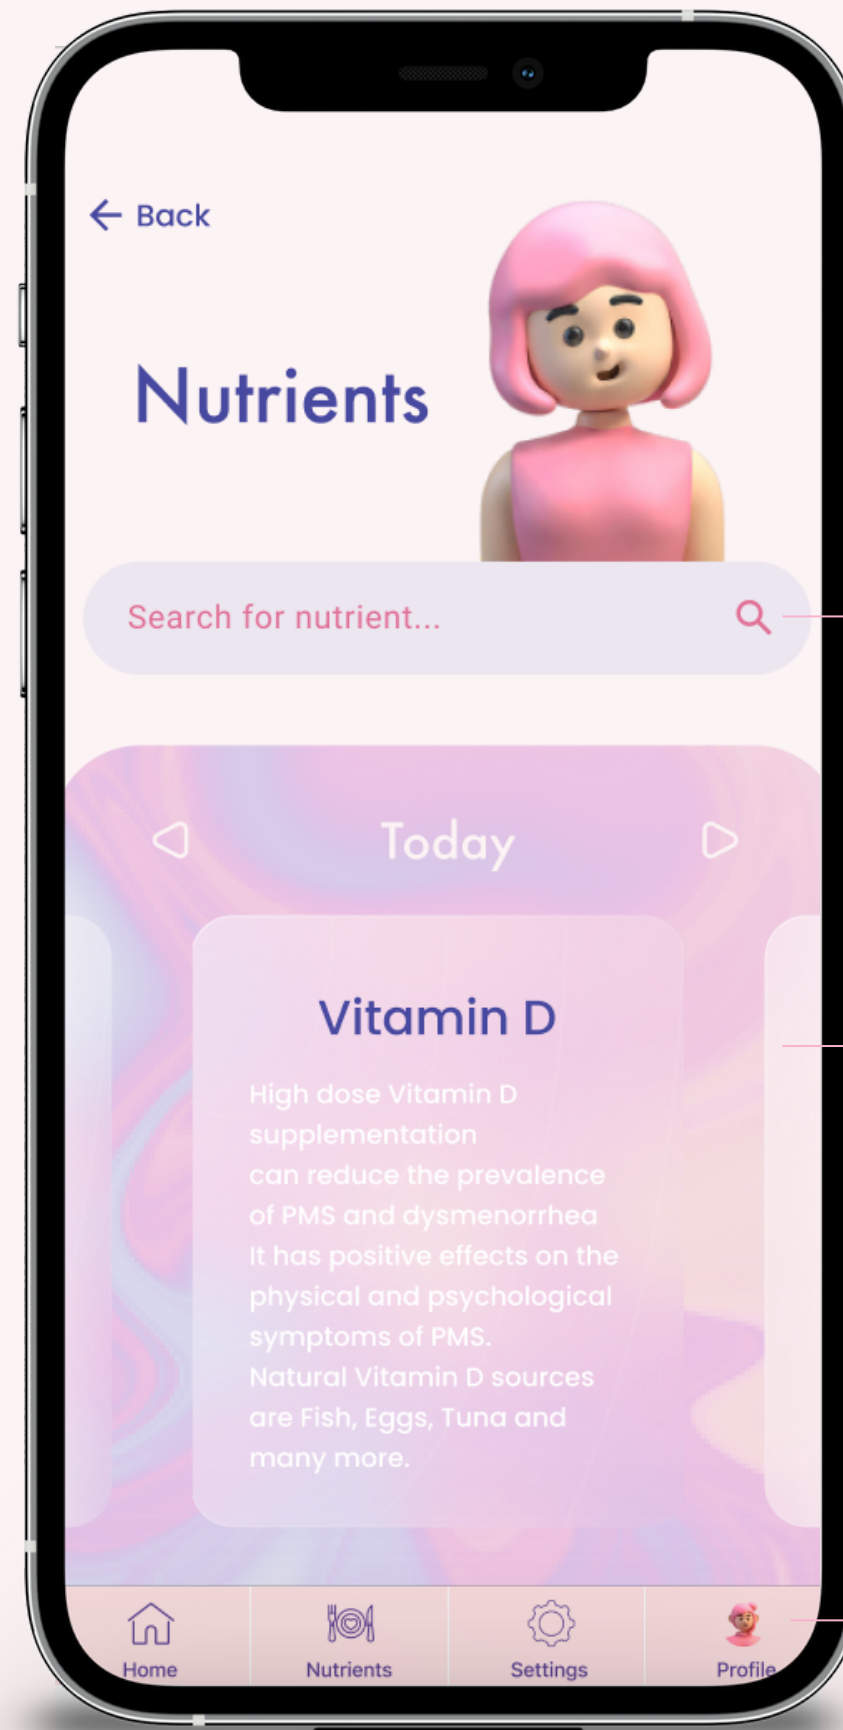 Back
Nutrients
Search for nutrient...
Today
Vitamin D
High dose Vitamin D
supplementation
can reduce the prevalence
of PMS and dysmenorrhea
It has positive effects on the
physical and psychological
symptoms of PMS.
Natural Vitamin D sources
are Fish, Eggs, Tuna and
many more.
Home
Nutrients
Settings
Profile